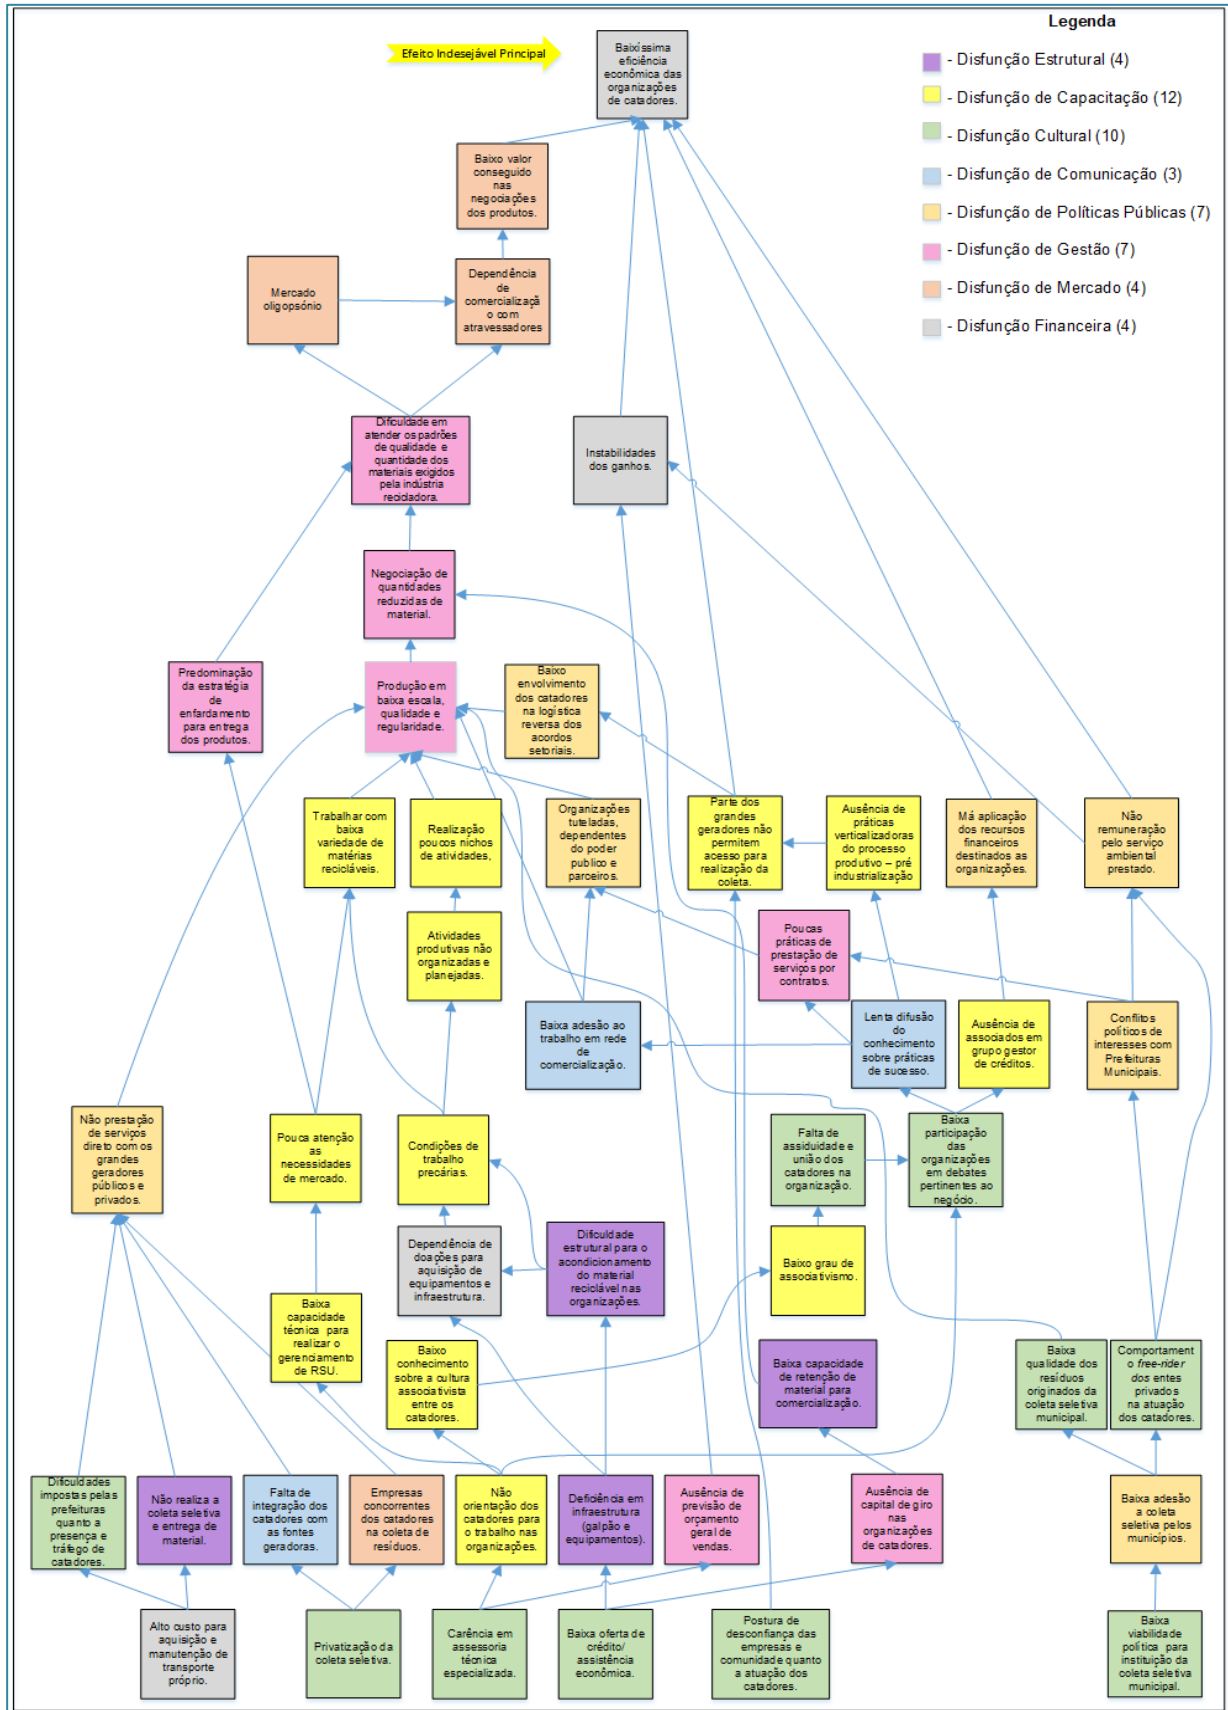 Legenda
Efeito Indesejável Principal
Baixíssima
eficiência
econômica das
organizações
de catadores.
- Disfunção Estrutural (4)
- Disfunção de Capacitação (12)
- Disfunção Cultural (10)
- Disfunção de Comunicação (3)
- Disfunção de Políticas Públicas (7)
- Disfunção de Gestão (7)
- Disfunção de Mercado (4)
- Disfunção Financeira (4)
Baixo valor
conseguido
nas
negociações
dos produtos.
Mercado
oligopsônio
Dependência
de
comercializaçã
o com
atravessadores
Dificuldade em
atender os padrões
de qualidade e
quantidade dos
materiais exigidos
pela indústria
recicladora.
Instabilidades
dos ganhos.
Negociação de
quantidades
reduzidas de
material.
Predominação
da estratégia
de
enfardamento
para entrega
dos produtos.
Produção em
baixa escala,
qualidade e
regularidade.
Baixo
envolvimento
dos catadores
na logística
reversa dos
acordos
setoriais.
Trabalhar com
baixa
variedade de
matérias
recicláveis.
Realização
poucos nichos
de atividades,
Organizações
tuteladas,
dependentes
do poder
publico e
parceiros.
Parte dos
grandes
geradores não
permitem
acesso para
realização da
coleta.
Ausência de
práticas
verticalizadoras
do processo
produtivo – pré
industrialização
Má aplicação
dos recursos
financeiros
destinados as
organizações.
Não
remuneração
pelo serviço
ambiental
prestado.
Atividades
produtivas não
organizadas e
planejadas.
Poucas
práticas de
prestação de
serviços por
contratos.
Baixa adesão ao
trabalho em rede
de
comercialização.
Lenta difusão
do
conhecimento
sobre práticas
de sucesso.
Ausência de
associados em
grupo gestor
de créditos.
Conflitos
políticos de
interesses com
Prefeituras
Municipais.
Não prestação
de serviços
direto com os
grandes
geradores
públicos e
privados.
Pouca atenção
as
necessidades
de mercado.
Condições de
trabalho
precárias.
Falta de
assiduidade e
união dos
catadores na
organização.
Baixa
participação
das
organizações
em debates
pertinentes ao
negócio.
Dependência de
doações para
aquisição de
equipamentos e
infraestrutura.
Dificuldade
estrutural para o
acondicionamento
do material
reciclável nas
organizações.
Baixo grau de
associativismo.
Baixa
capacidade
técnica para
realizar o
gerenciamento
de RSU.
Baixo
conhecimento
sobre a cultura
associativista
entre os
catadores.
Baixa capacidade
de retenção de
material para
comercialização.
Baixa
qualidade dos
resíduos
originados da
coleta seletiva
municipal.
Comportament
o free-rider
dos entes
privados
na atuação
dos catadores.
Dificuldades
impostas pelas
prefeituras
quanto a
presença e
tráfego de
catadores.
Não realiza a
coleta seletiva
e entrega de
material.
Falta de
integração dos
catadores com
as fontes
geradoras.
Empresas
concorrentes
dos catadores
na coleta de
resíduos.
Não
orientação dos
catadores para
o trabalho nas
organizações.
Deficiência em
infraestrutura
(galpão e
equipamentos).
Ausência de
previsão de
orçamento
geral de
vendas.
Ausência de
capital de giro
nas
organizações
de catadores.
Baixa adesão
a coleta
seletiva pelos
municípios.
Alto custo para
aquisição e
manutenção de
transporte
próprio.
Privatização da
coleta seletiva.
Carência em
assessoria
técnica
especializada.
Baixa oferta de
crédito/
assistência
econômica.
Postura de
desconfiança das
empresas e
comunidade quanto
a atuação dos
catadores.
Baixa
viabilidade
política para
instituição da
coleta seletiva
municipal.